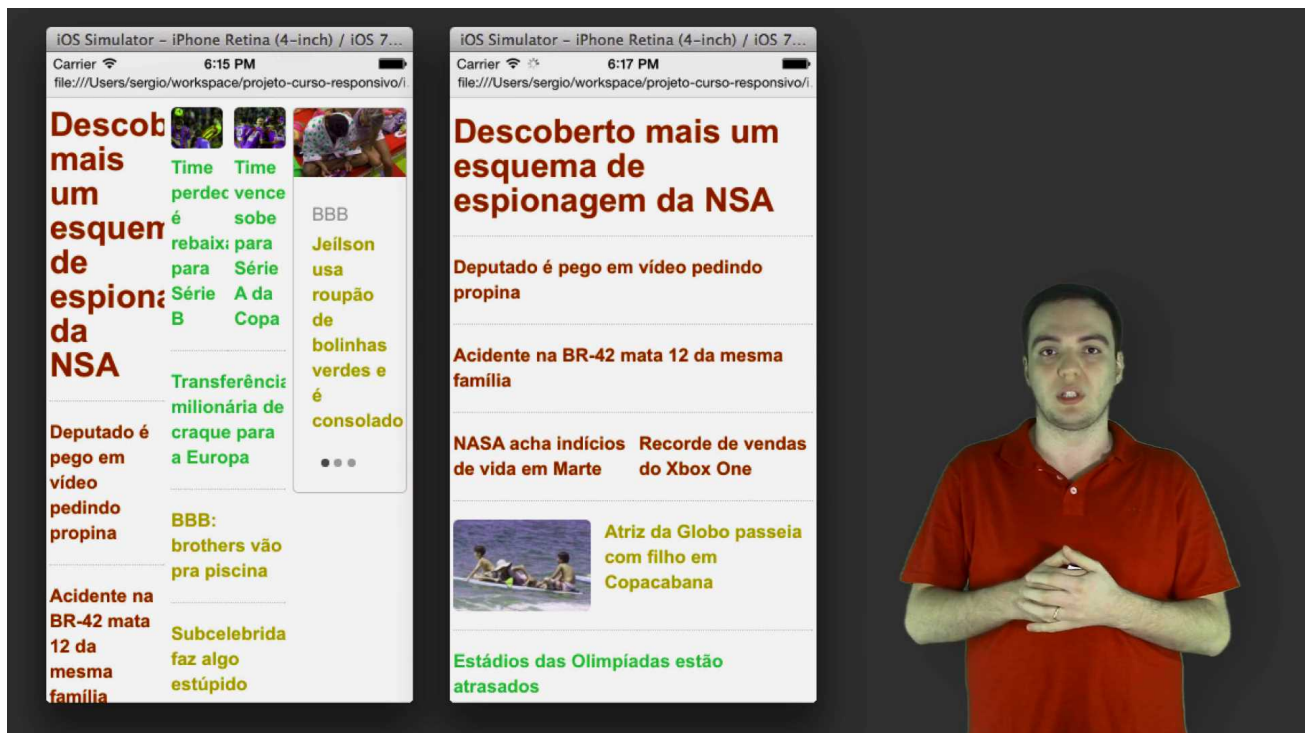 iOS Simulator – iPhone Retina (4-inch) / iOS 7...
Carrier
6:15 PM
file:///Users/sergio/workspace/projeto-curso-responsivo/i
Descob
mais
um
esquem
de
espiona
da
NSA
Deputado é
pego em
vídeo
pedindo
propina
Acidente na
BR-42 mata
12 da
mesma
família
Time
perdec
é
rebaixa
para
Série
B
Time
vence
sobe
para
Série
A da
Copa
Transferência
milionária de
craque para
a Europa
BBB:
brothers vão
pra piscina
Subcelebrida
faz algo
estúpido
BBB
Jeílson
usa
roupão
de
bolinhas
verdes e
é
consolado
iOS Simulator – iPhone Retina (4-inch) / iOS 7...
Carrier
6:17 PM
file:///Users/sergio/workspace/projeto-curso-responsivo/i
Descoberto mais um
esquema de
espionagem da NSA
Deputado é pego em vídeo pedindo
propina
Acidente na BR-42 mata 12 da mesma
família
NASA acha indícios
de vida em Marte
Recorde de vendas
do Xbox One
Atriz da Globo passeia
com filho em
Copacabana
Estádios das Olimpíadas estão
atrasados